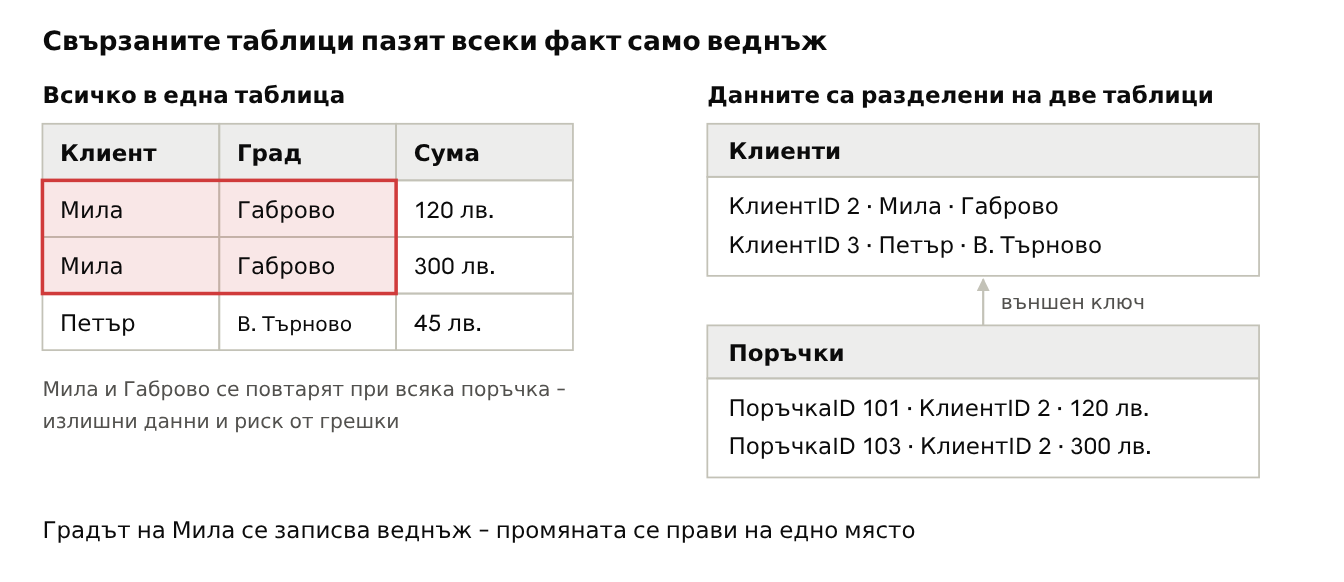 Свързаните таблици пазят всеки факт само веднъж
Всичко в една таблица
Клиент Град Сума
Мила Габрово 120 лв.
Мила Габрово 300 лв.
Петър В. Търново 45 лв.
Мила и Габрово се повтарят при всяка поръчка –
излишни данни и риск от грешки
Данните са разделени на две таблици
Клиенти
КлиентID 2 · Мила · Габрово
КлиентID 3 · Петър · В. Търново
външен ключ
Поръчки
ПоръчкаID 101 · КлиентID 2 · 120 лв.
ПоръчкаID 103 · КлиентID 2 · 300 лв.
Градът на Мила се записва веднъж – промяната се прави на едно място